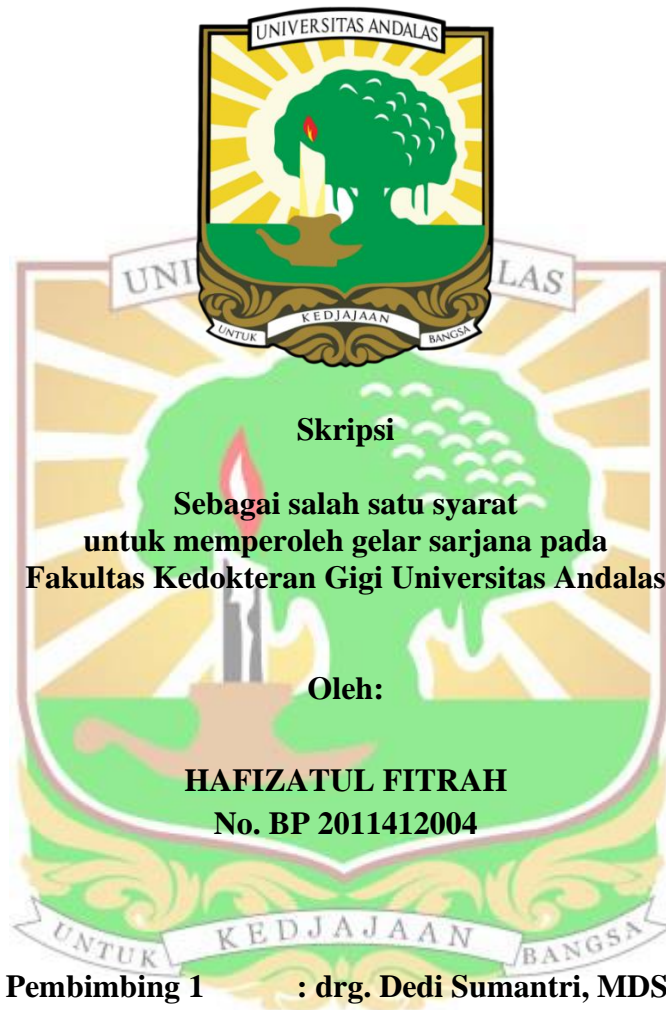 UNIVERSITAS ANDALAS
UNTUK KEDJAJAAN BANGSA
UNI LAS
Skripsi
Sebagai salah satu syarat
untuk memperoleh gelar sarjana pada
Fakultas Kedokteran Gigi Universitas Andalas
Oleh:
HAFIZATUL FITRAH
No. BP 2011412004
UNTUK KEDJAJAAN BANGSA
Pembimbing 1 : drg. Dedi Sumantri, MDS